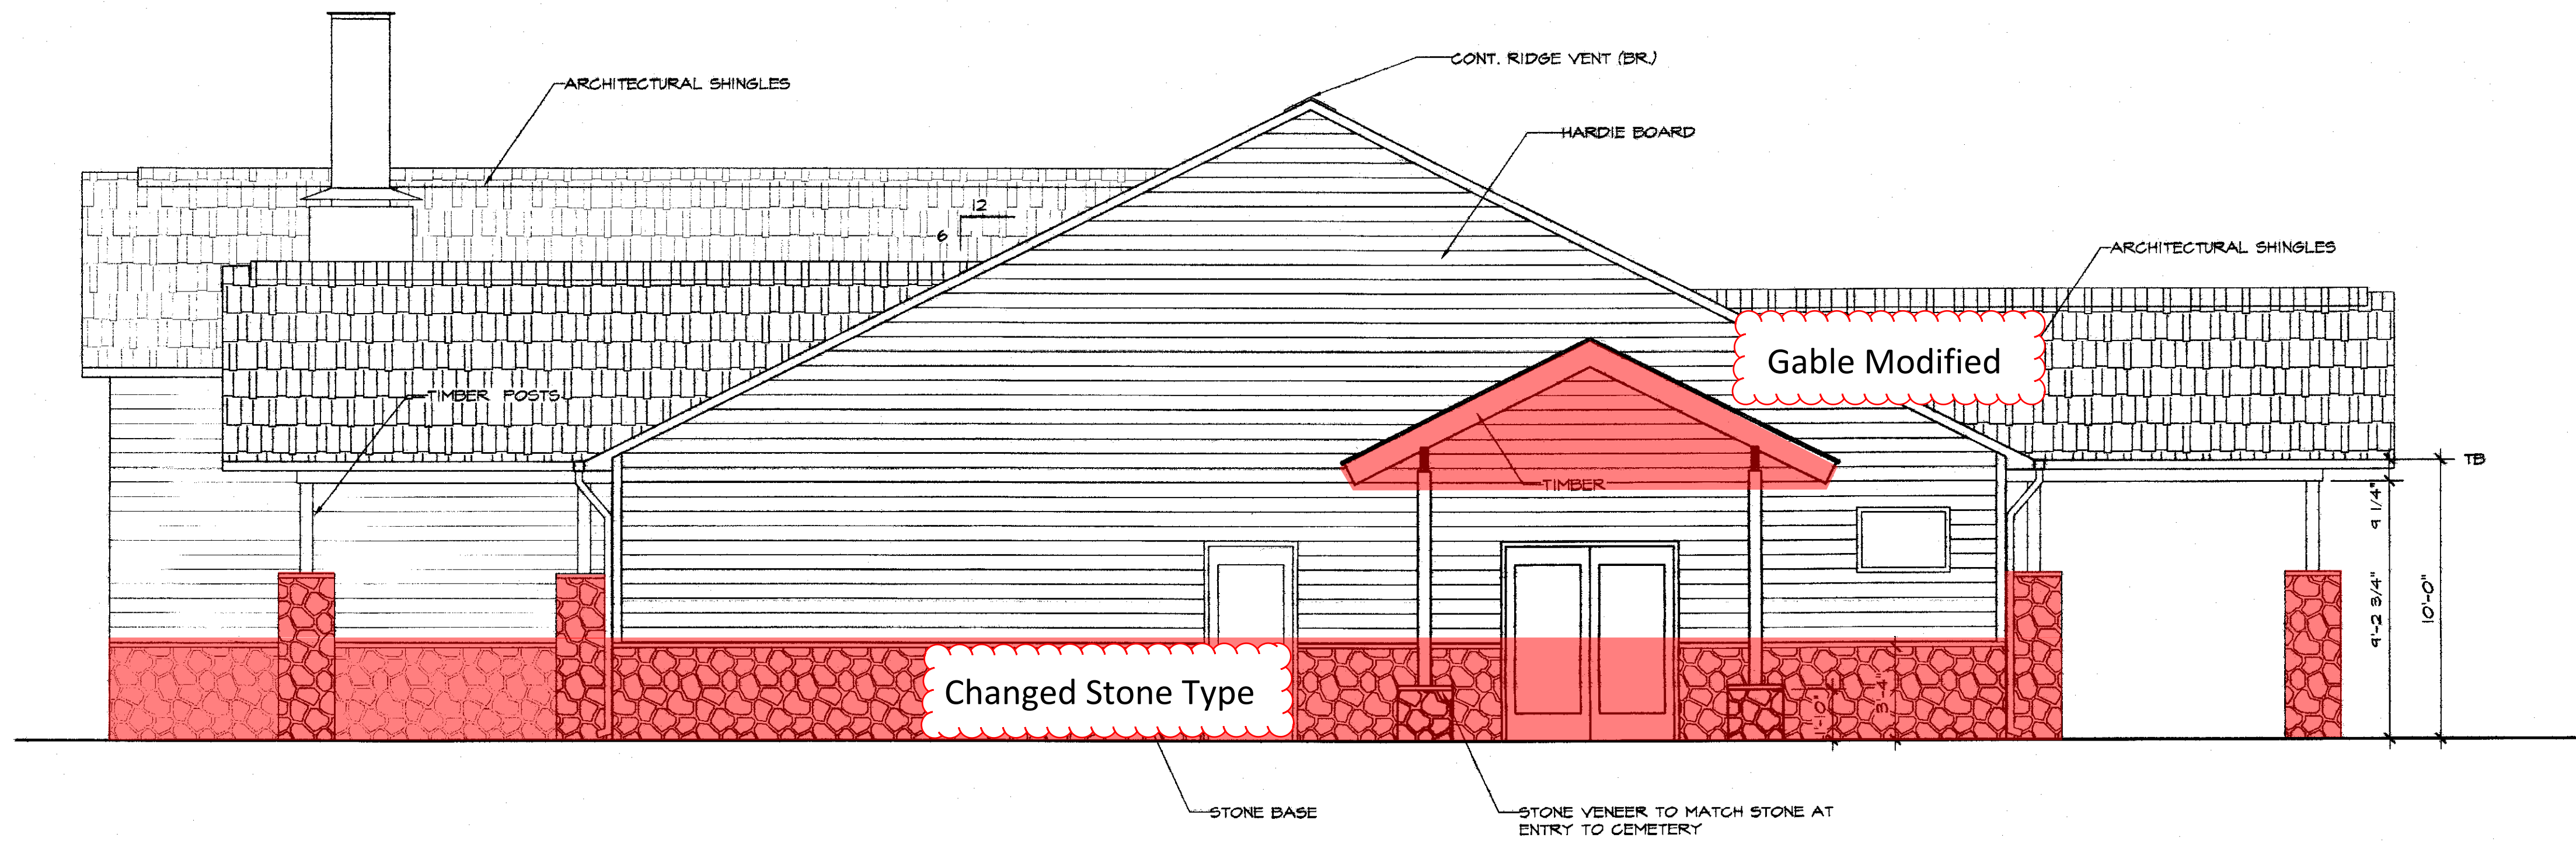 CONT. RIDGE VENT (BR.)
ARCHITECTURAL SHINGLES
HARDIE BOARD
12
6
ARCHITECTURAL SHINGLES
Gable Modified
TIMBER POSTS
TB
TIMBER
9 1/4"
9'-2 3/4"
10'-0"
Changed Stone Type
3'-4"
1'-10"
STONE BASE
STONE VENEER TO MATCH STONE AT
ENTRY TO CEMETERY